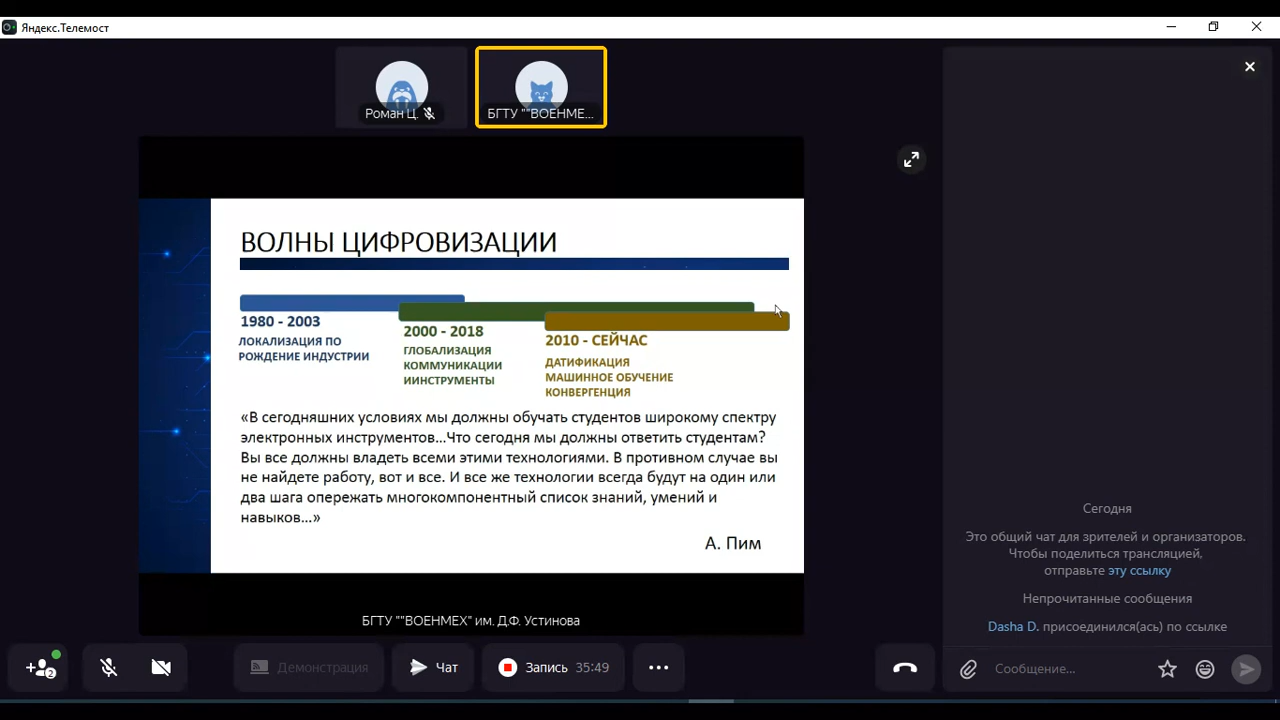 Яндекс.Телемост
Роман Ц.
БГТУ ""ВОЕНМЕ...
ВОЛНЫ ЦИФРОВИЗАЦИИ
1980 - 2003
ЛОКАЛИЗАЦИЯ ПО
РОЖДЕНИЕ ИНДУСТРИИ
2000 - 2018
ГЛОБАЛИЗАЦИЯ
КОММУНИКАЦИИ
ИИНСТРУМЕНТЫ
2010 - СЕЙЧАС
ДАТИФИКАЦИЯ
МАШИННОЕ ОБУЧЕНИЕ
КОНВЕРГЕНЦИЯ
«В сегодняшних условиях мы должны обучать студентов широкому спектру
электронных инструментов...Что сегодня мы должны ответить студентам?
Вы все должны владеть всеми этими технологиями. В противном случае вы
не найдете работу, вот и все. И все же технологии всегда будут на один или
два шага опережать многокомпонентный список знаний, умений и
навыков...»
А. Пим
БГТУ ""ВОЕНМЕХ" им. Д.Ф. Устинова
Сегодня
Это общий чат для зрителей и организаторов.
Чтобы поделиться трансляцией,
отправьте эту ссылку
Непрочитанные сообщения
Dasha D. присоединился(ась) по ссылке
2
Демонстрация
Чат
Запись 35:49
Сообщение...